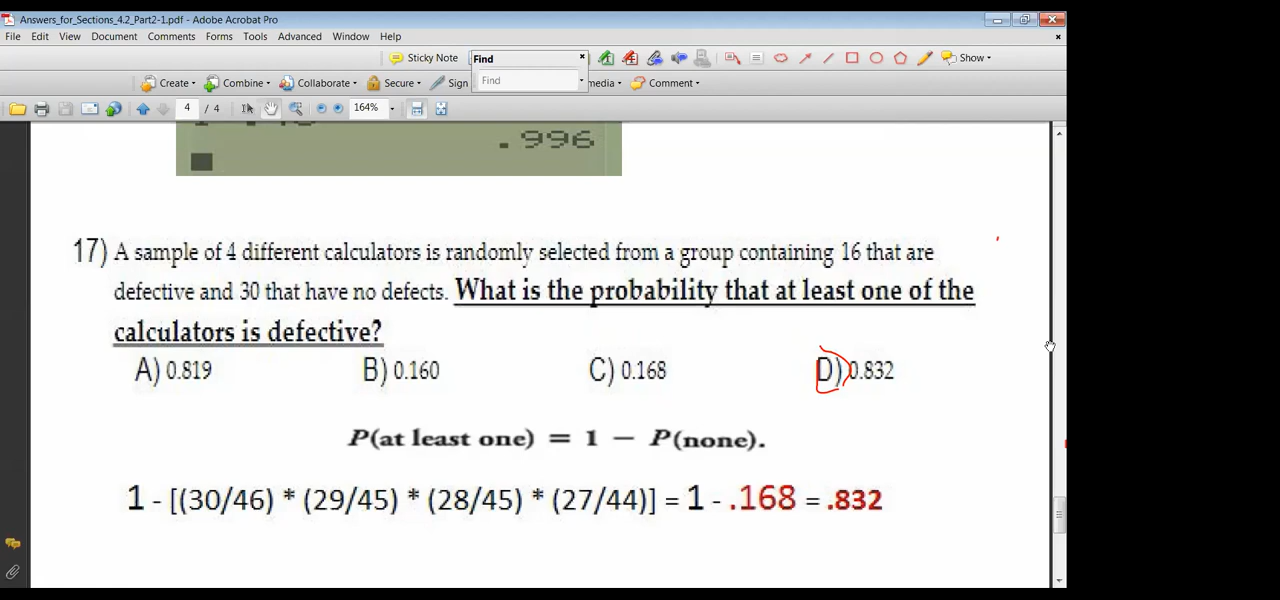 Answers_for_Sections_4.2_Part2-1.pdf - Adobe Acrobat Pro
File Edit View Document Comments Forms Tools Advanced Window Help
Sticky Note Find Show
Create Combine Collaborate Secure Sign Find media Comment
4 / 4 164%
.996
17) A sample of 4 different calculators is randomly selected from a group containing 16 that are
defective and 30 that have no defects. What is the probability that at least one of the
calculators is defective?
A) 0.819 B) 0.160 C) 0.168 D) 0.832
P(at least one) = 1 − P(none).
1 - [(30/46) * (29/45) * (28/45) * (27/44)] = 1 - .168 = .832